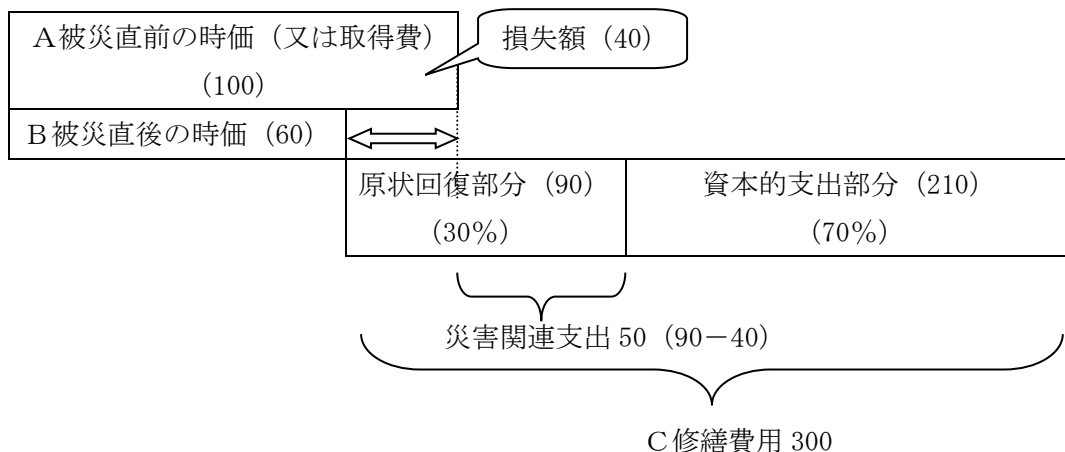 A被災直前の時価(又は取得費)
(100)
損失額(40)
B被災直後の時価(60)
原状回復部分(90)
(30%)
資本的支出部分(210)
(70%)
災害関連支出 50(90-40)
C修繕費用 300